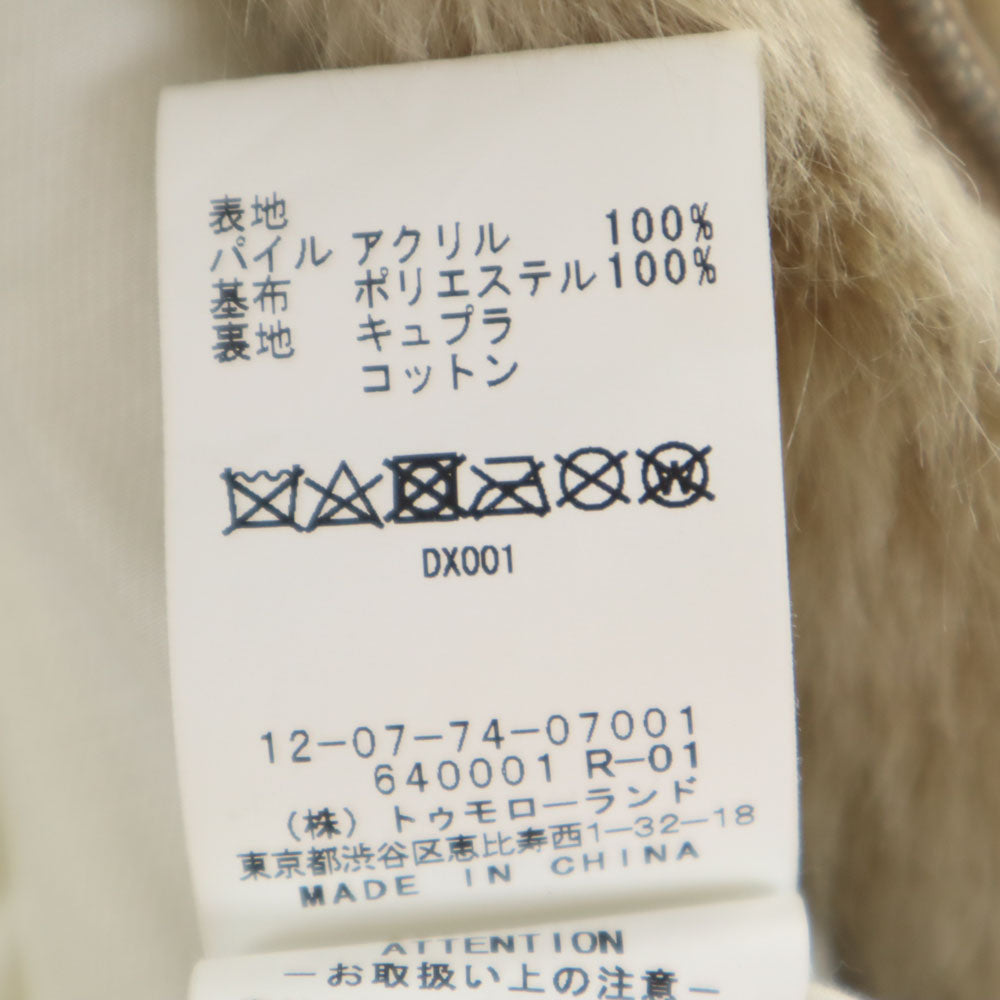 表地
パイル アクリル 100%
基布 ポリエステル100%
裏地 キュプラ
コットン
DX001
12-07-74-07001
640001 R-01
(株) トゥモローランド
東京都渋谷区恵比寿西1-32-18
MADE IN CHINA
ATTENTION
-お取扱い上の注意-